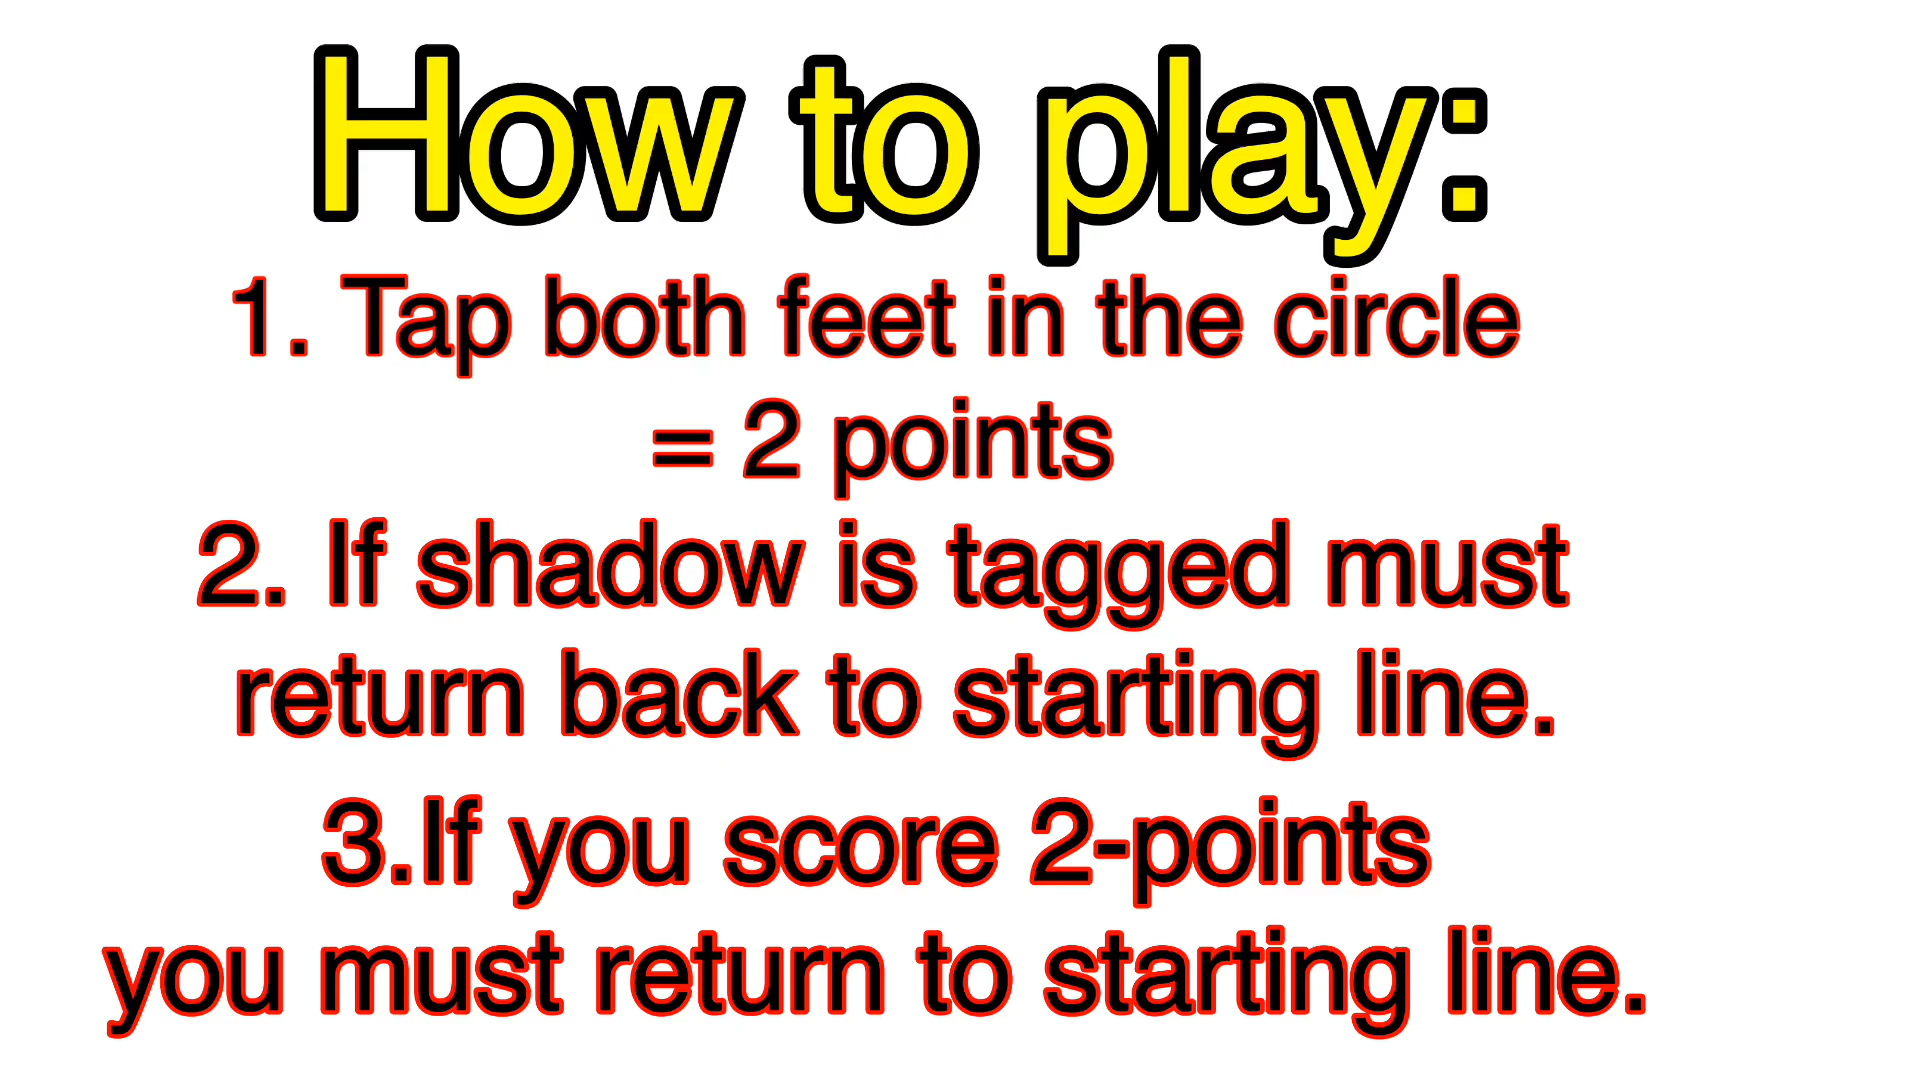 How to play:
1. Tap both feet in the circle
= 2 points
2. If shadow is tagged must
return back to starting line.
3.If you score 2-points
you must return to starting line.